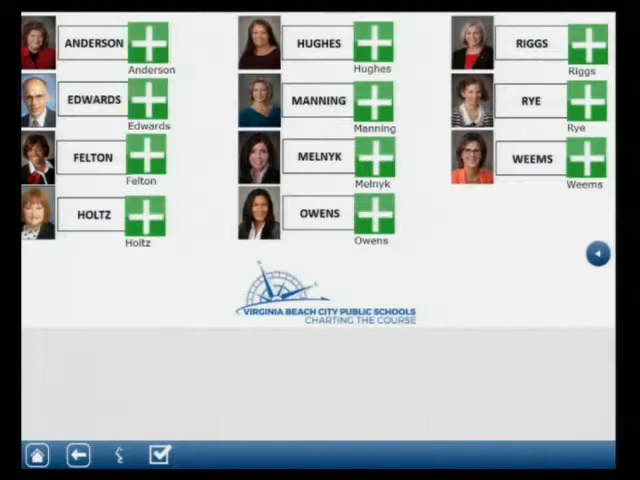 ANDERSON
Anderson
EDWARDS
Edwards
FELTON
Felton
HOLTZ
Holtz
HUGHES
Hughes
MANNING
Manning
MELNYK
Melnyk
OWENS
Owens
RIGGS
Riggs
RYE
Rye
WEEMS
Weems
VIRGINIA BEACH CITY PUBLIC SCHOOLS
CHARTING THE COURSE